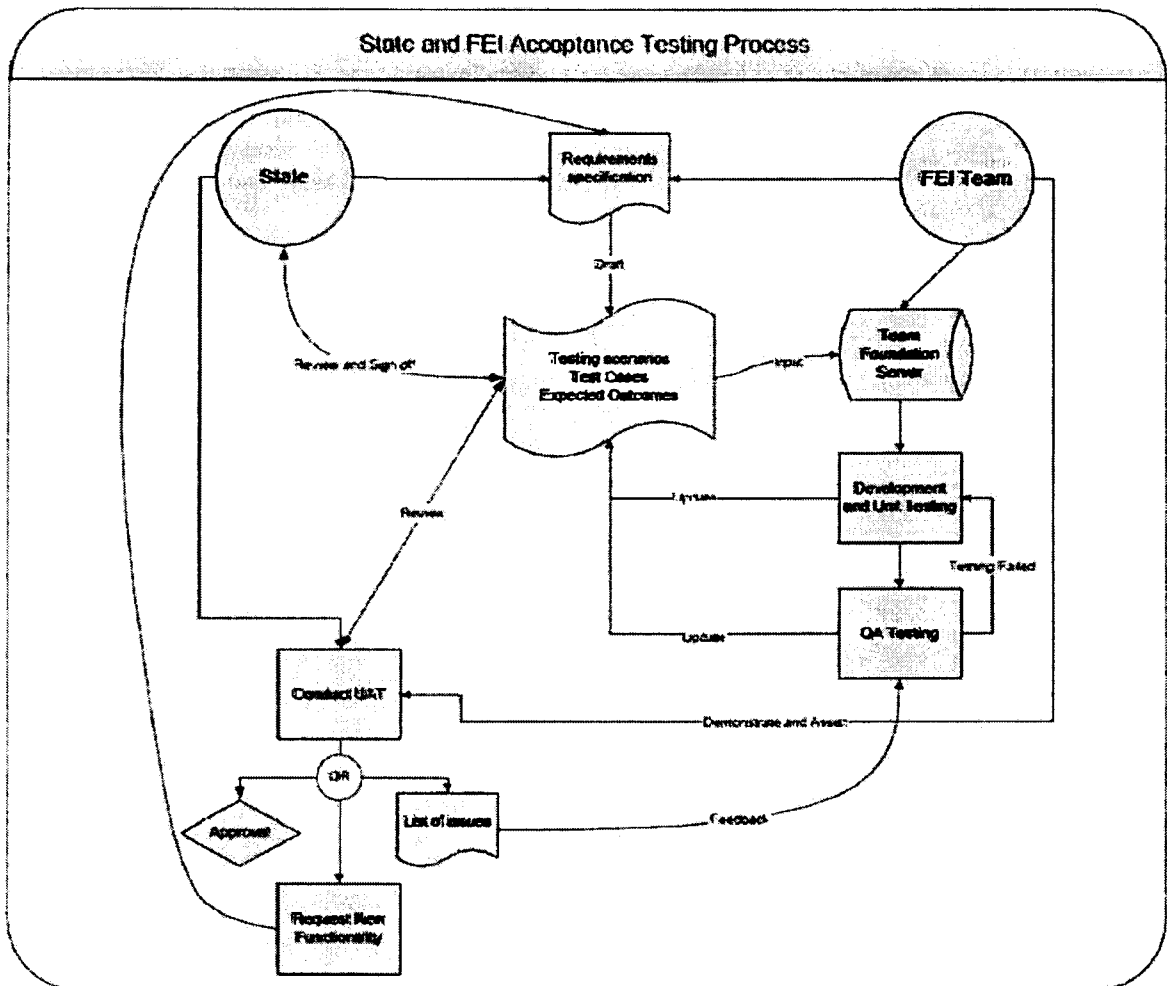 State and FEI Acceptance Testing Process
State
Requirements
specification
FEI Team
Draft
Review and Sign off
Testing scenarios
Test Cases
Expected Outcomes
Input
Team
Foundation
Server
Update
Development
and Unit Testing
Review
Testing Failed
Update
QA Testing
Conduct UAT
Demonstrate and Assist
OR
Approval
List of issues
Feedback
Request New
Functionality